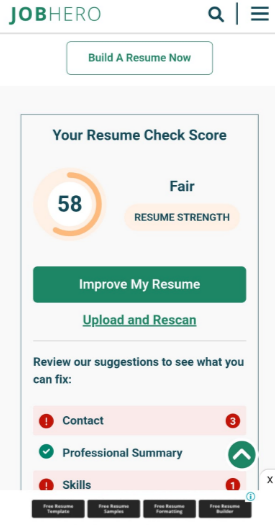 JOBHERO
Build A Resume Now
Your Resume Check Score
58
Fair
RESUME STRENGTH
Improve My Resume
Upload and Rescan
Review our suggestions to see what you
can fix:
! Contact 3
Professional Summary
! Skills 1
X
Free Resume
Template
Free Resume
Samples
Free Resume
Formatting
Free Resume
Builder